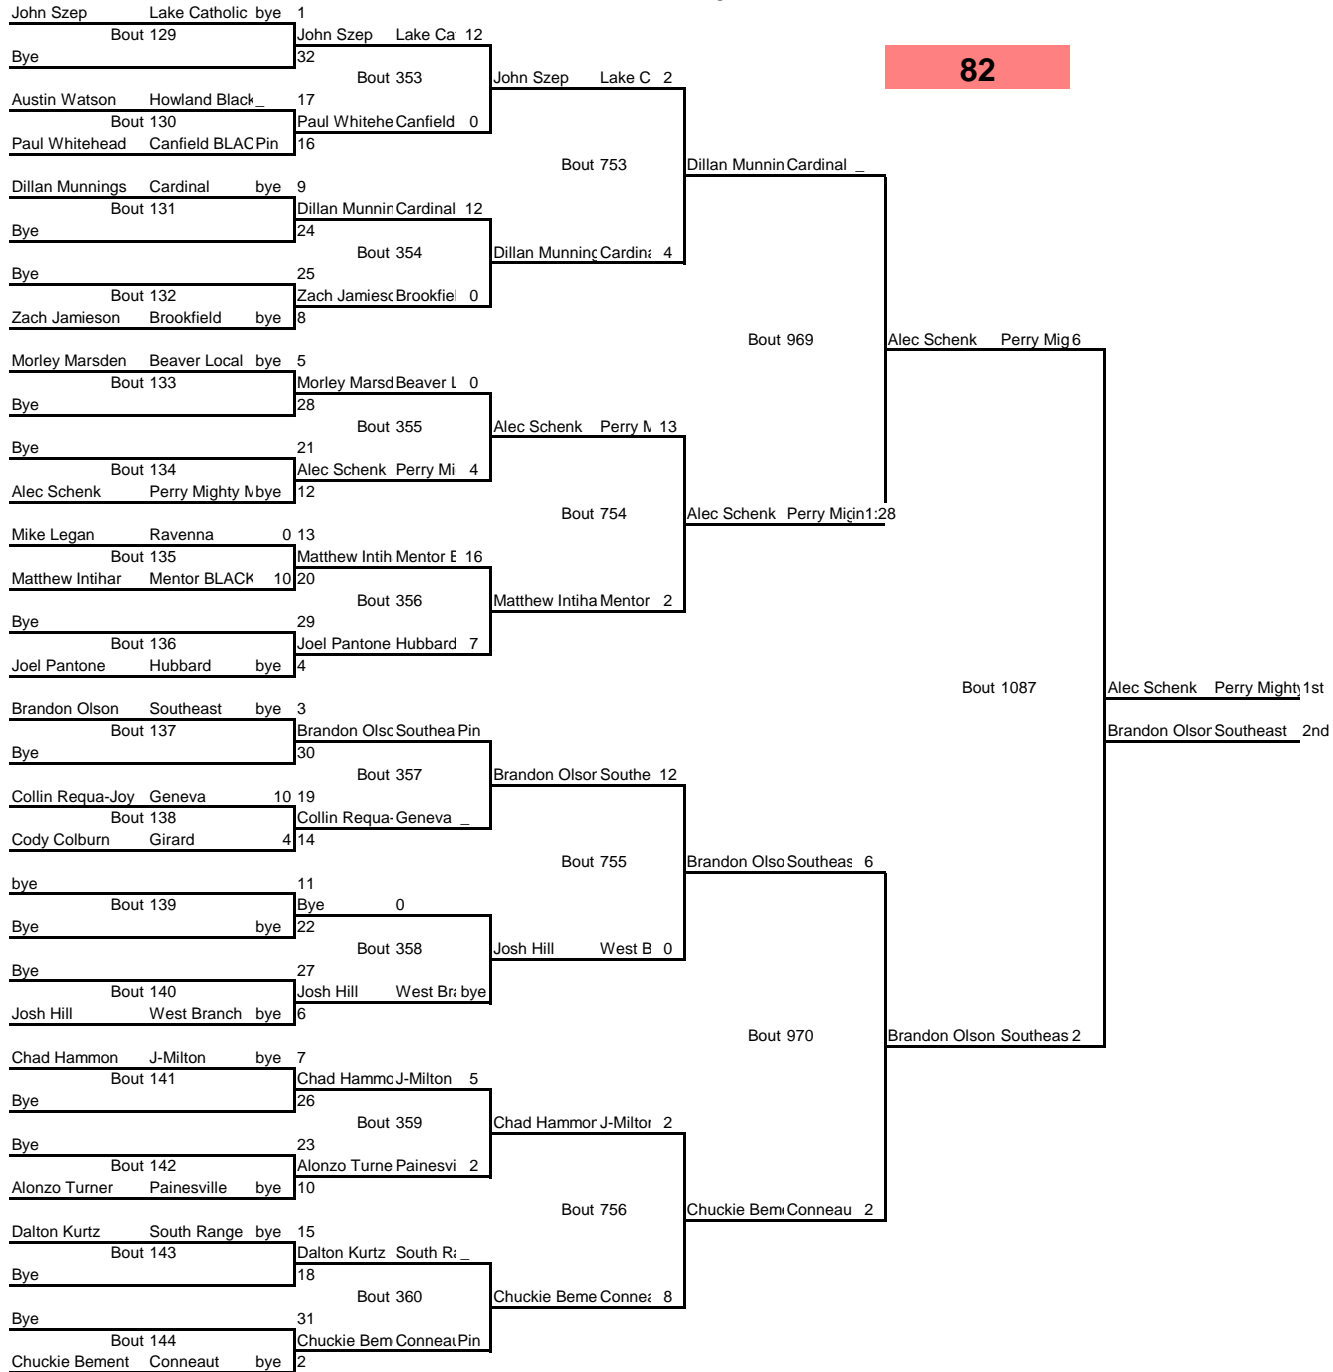 John Szep Lake Catholic bye 1
Bout 129 John Szep Lake Ca 12
Bye 32
82
Bout 353 John Szep Lake C 2
Austin Watson Howland Black _ 17
Bout 130 Paul Whitehe Canfield 0
Paul Whitehead Canfield BLAC Pin 16
Bout 753 Dillan Munnin Cardinal _
Dillan Munnings Cardinal bye 9
Bout 131 Dillan Munnin Cardinal 12
Bye 24
Bout 354 Dillan Munning Cardina 4
Bye 25
Bout 132 Zach Jamiesc Brookfiel 0
Zach Jamieson Brookfield bye 8
Bout 969 Alec Schenk Perry Mig 6
Morley Marsden Beaver Local bye 5
Bout 133 Morley Marsd Beaver L 0
Bye 28
Bout 355 Alec Schenk Perry M 13
Bye 21
Bout 134 Alec Schenk Perry Mi 4
Alec Schenk Perry Mighty M bye 12
Bout 754 Alec Schenk Perry Mig in1:28
Mike Legan Ravenna 0 13
Bout 135 Matthew Intih Mentor B 16
Matthew Intihar Mentor BLACK 10 20
Bout 356 Matthew Intiha Mentor 2
Bye 29
Bout 136 Joel Pantone Hubbard 7
Joel Pantone Hubbard bye 4
Bout 1087 Alec Schenk Perry Mighty 1st
Brandon Olson Southeast bye 3
Bout 137 Brandon Olsc Southea Pin
Brandon Olsor Southeast 2nd
Bye 30
Bout 357 Brandon Olsor Southe 12
Collin Requa-Joy Geneva 10 19
Bout 138 Collin Requa- Geneva _
Cody Colburn Girard 4 14
Bout 755 Brandon Olso Southeas 6
bye 11
Bout 139 Bye 0
Bye bye 22
Bout 358 Josh Hill West B 0
Bye 27
Bout 140 Josh Hill West Bra bye
Josh Hill West Branch bye 6
Bout 970 Brandon Olson Southeas 2
Chad Hammon J-Milton bye 7
Bout 141 Chad Hammc J-Milton 5
Bye 26
Bout 359 Chad Hammor J-Miltor 2
Bye 23
Bout 142 Alonzo Turne Painesvi 2
Alonzo Turner Painesville bye 10
Bout 756 Chuckie Beme Conneau 2
Dalton Kurtz South Range bye 15
Bout 143 Dalton Kurtz South Ra _
Bye 18
Bout 360 Chuckie Beme Connea 8
Bye 31
Bout 144 Chuckie Bem Conneau Pin
Chuckie Bement Conneaut bye 2